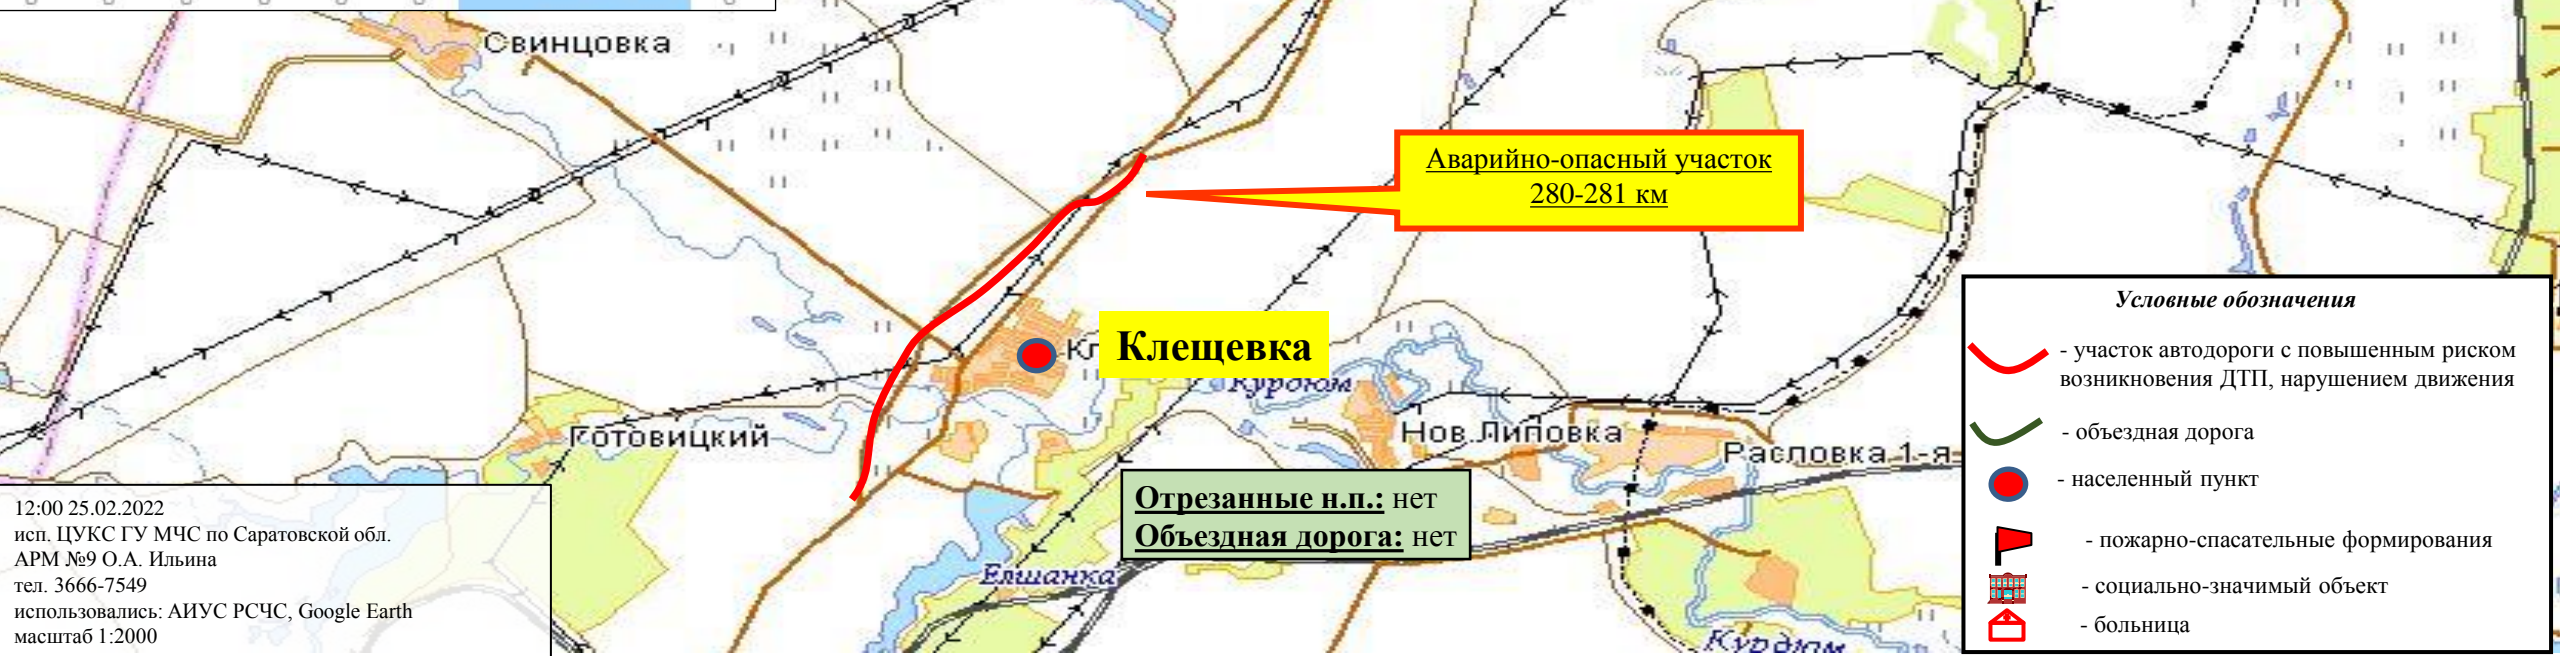 Свинцовка
Аварийно-опасный участок
280-281 км
Клещевка
Курдюм
Готовицкий
Нов.Липовка
Расловка 1-я
Отрезанные н.п.: нет
Объездная дорога: нет
Елшанка
Курдюм
12:00 25.02.2022
исп. ЦУКС ГУ МЧС по Саратовской обл.
АРМ №9 О.А. Ильина
тел. 3666-7549
использовались: АИУС РСЧС, Google Earth
масштаб 1:2000
Условные обозначения
- участок автодороги с повышенным риском
возникновения ДТП, нарушением движения
- объездная дорога
- населенный пункт
- пожарно-спасательные формирования
- социально-значимый объект
- больница